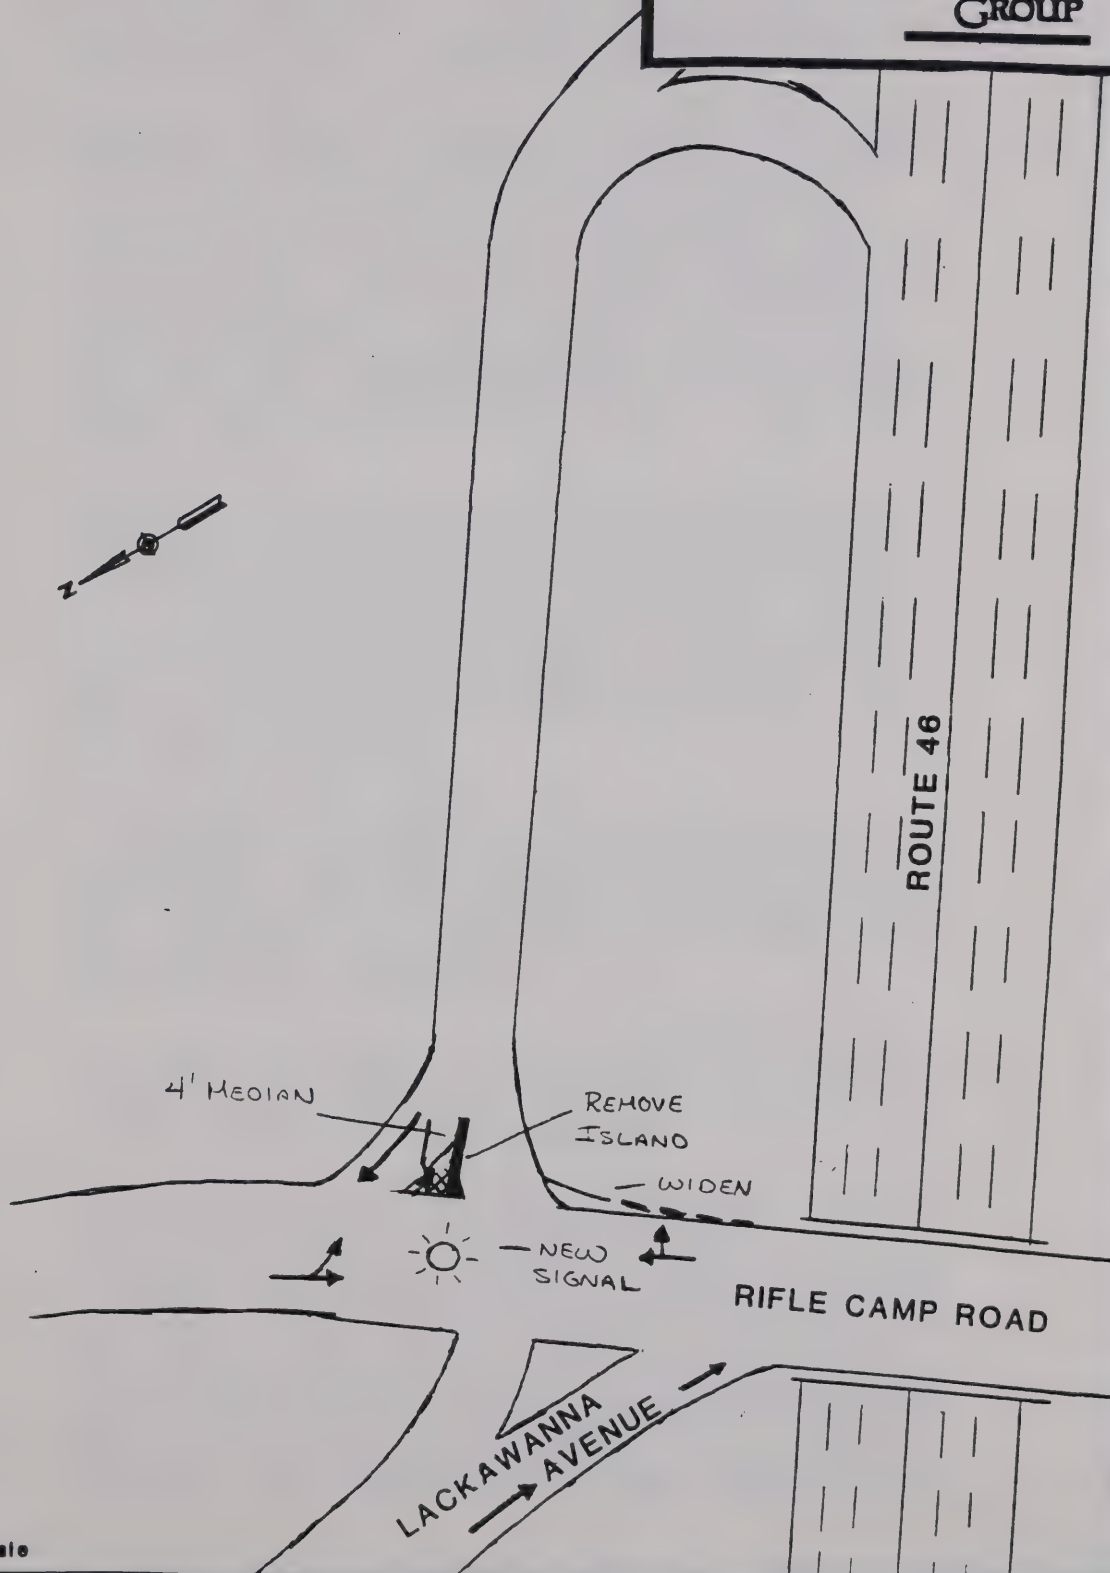 GROUP
N
ROUTE 46
4' MEDIAN
REMOVE
ISLAND
WIDEN
NEW
SIGNAL
RIFLE CAMP ROAD
LACKAWANNA
AVENUE